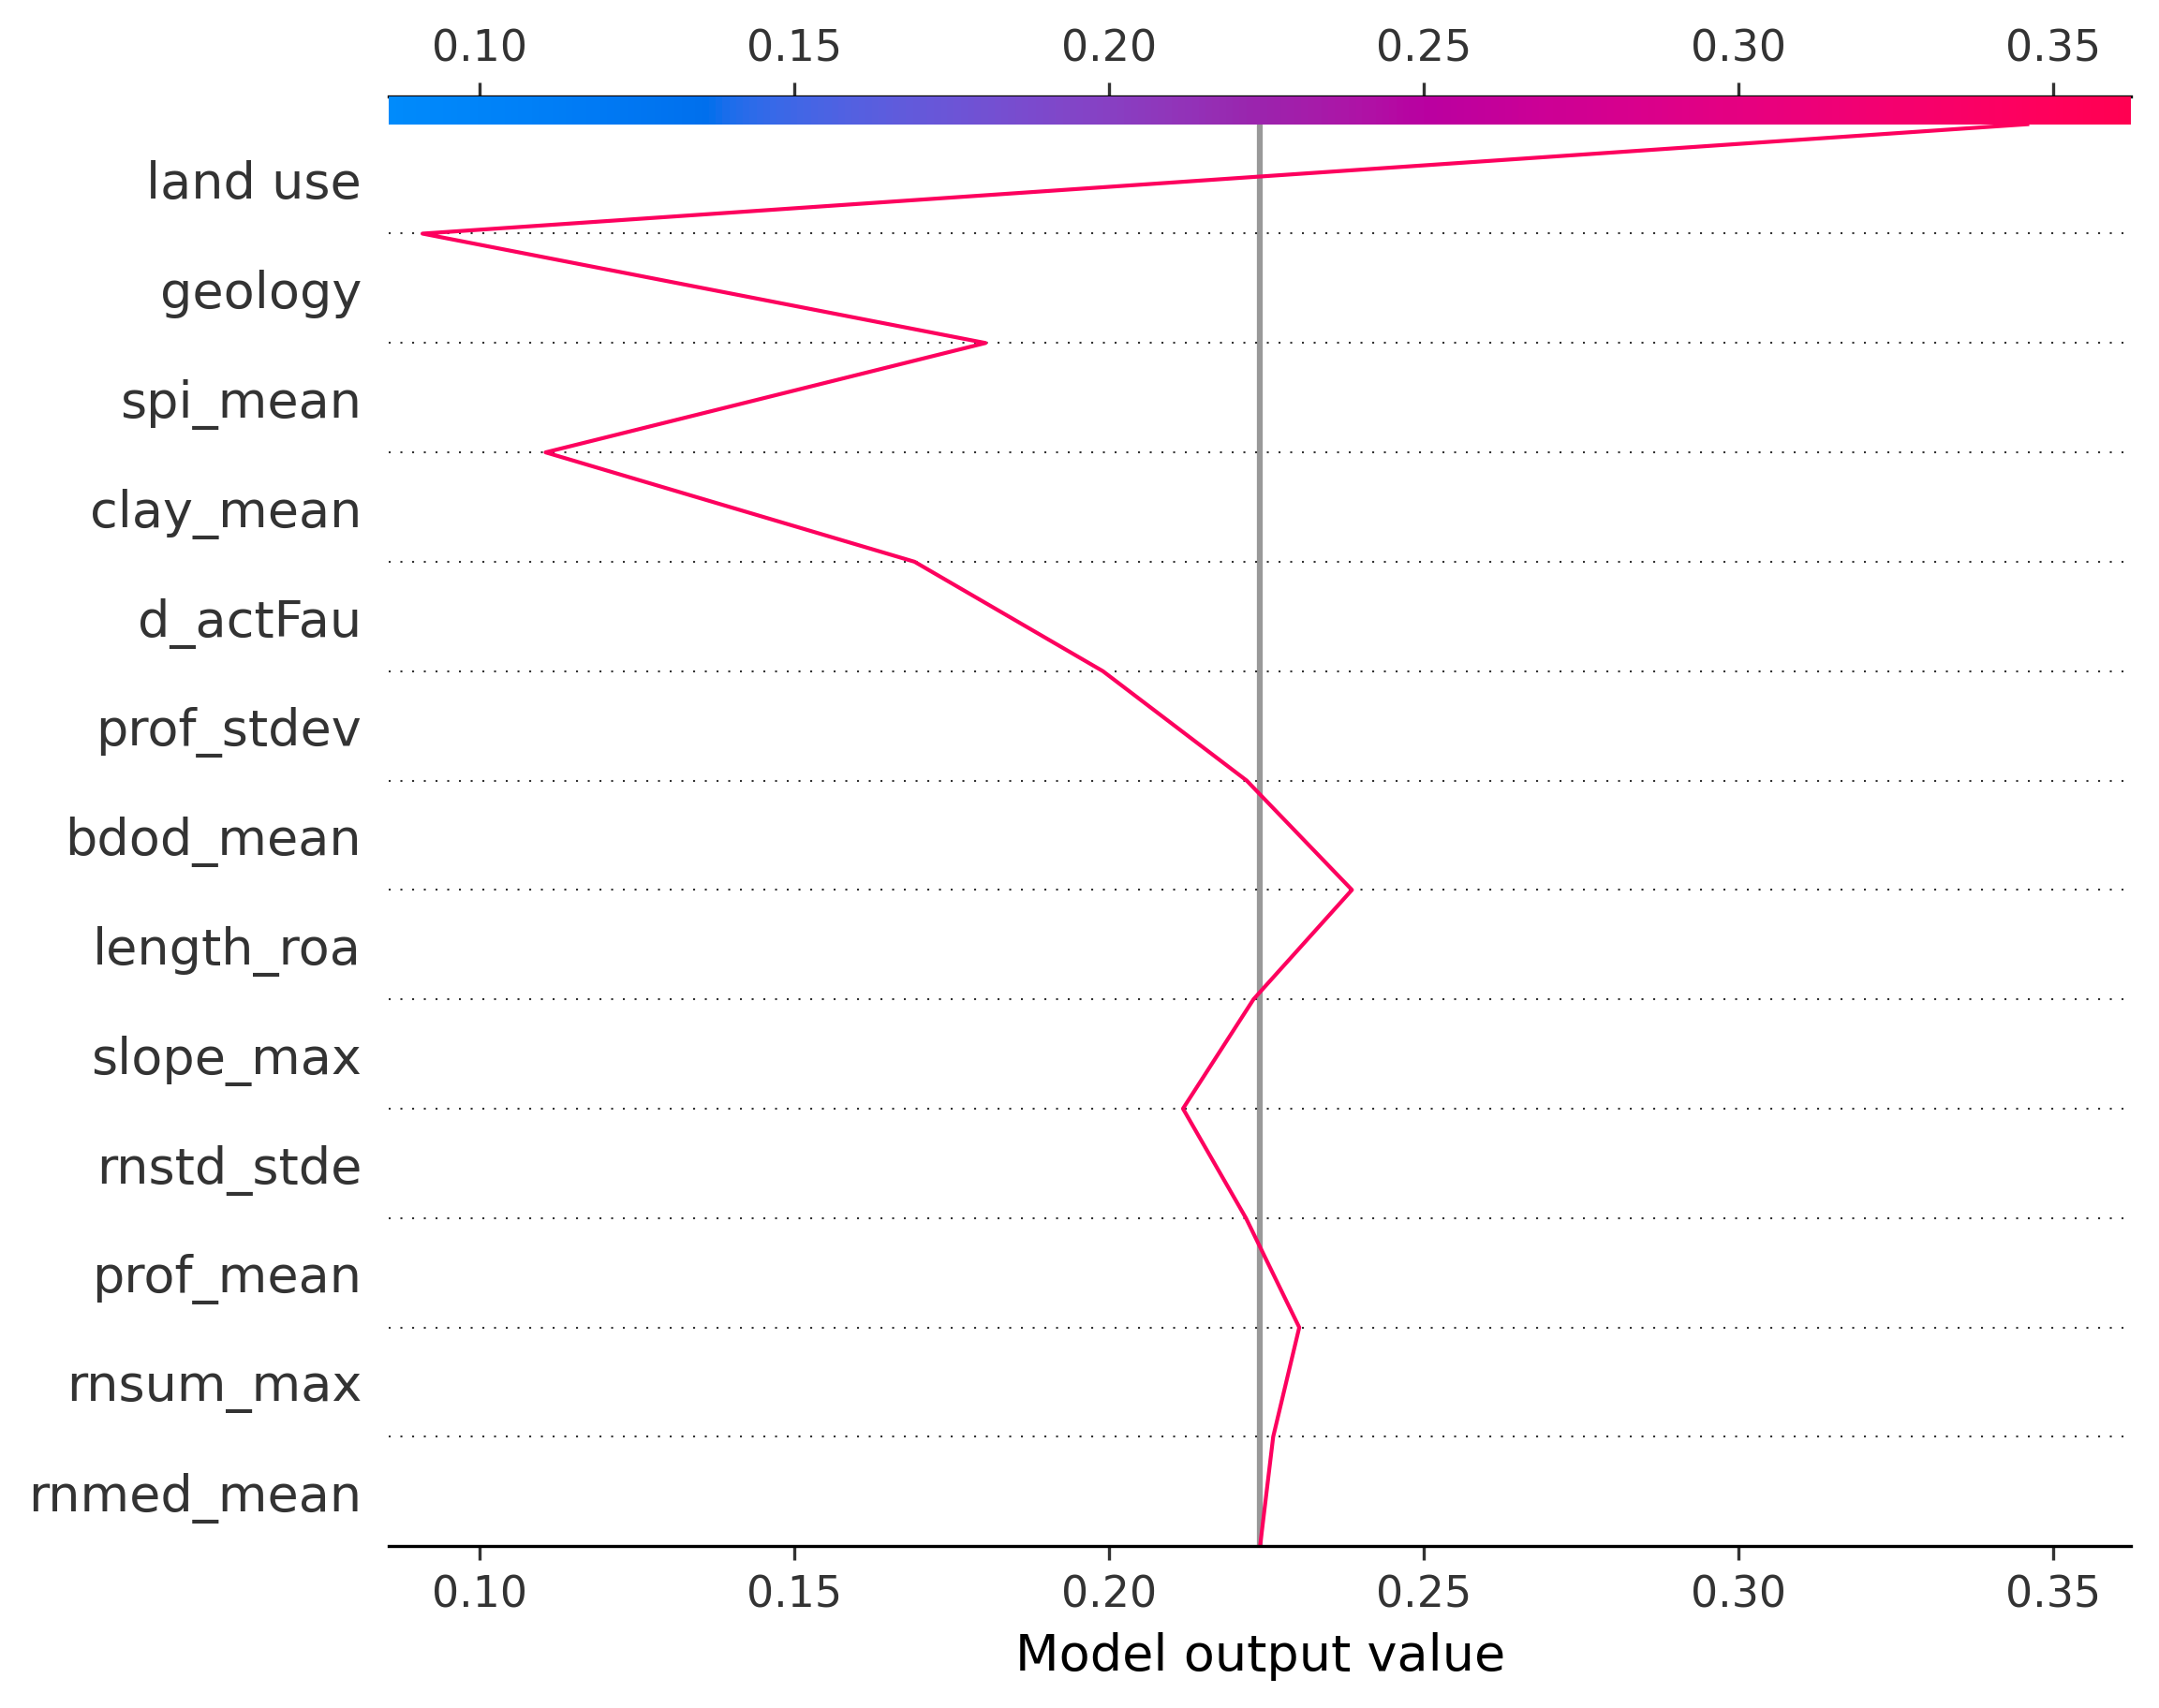 0.10 0.15 0.20 0.25 0.30 0.35
land use
geology
spi_mean
clay_mean
d_actFau
prof_stdev
bdod_mean
length_roa
slope_max
rnstd_stde
prof_mean
rnsum_max
rnmed_mean
0.10 0.15 0.20 0.25 0.30 0.35
Model output value